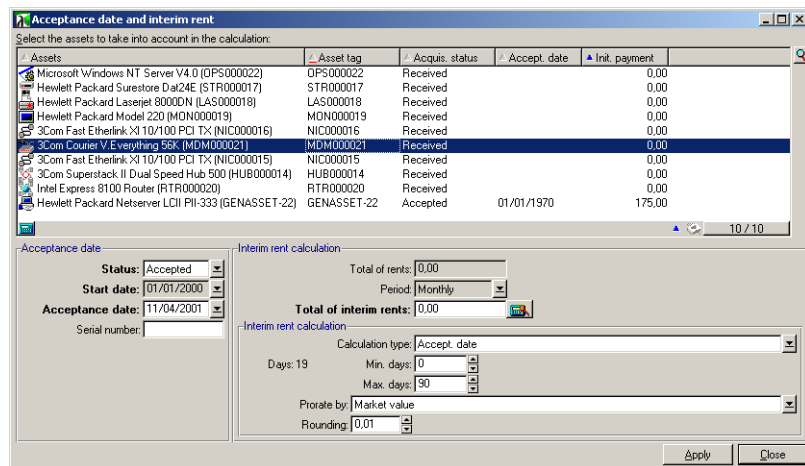 Acceptance date and interim rent
Select the assets to take into account in the calculation:
Assets Asset tag Acquis. status Accept. date Init. payment
Microsoft Windows NT Server V4.0 (OPS000022) OPS000022 Received 0,00
Hewlett Packard Surestore Dat24E (STR000017) STR000017 Received 0,00
Hewlett Packard Laserjet 8000DN (LAS000018) LAS000018 Received 0,00
Hewlett Packard Model 220 (MON000019) MON000019 Received 0,00
3Com Fast Etherlink XI 10/100 PCI TX (NIC000016) NIC000016 Received 0,00
3Com Courier V.Everything 56K (MDM000021) MDM000021 Received 0,00
3Com Fast Etherlink XI 10/100 PCI TX (NIC000015) NIC000015 Received 0,00
3Com Superstack II Dual Speed Hub 500 (HUB000014) HUB000014 Received 0,00
Intel Express 8100 Router (RTR000020) RTR000020 Received 0,00
Hewlett Packard Netserver LCII PII-333 (GENASSET-22) GENASSET-22 Accepted 01/01/1970 175,00
10 / 10
Acceptance date
Status: Accepted
Start date: 01/01/2000
Acceptance date: 11/04/2001
Serial number:
Interim rent calculation
Total of rents: 0,00
Period: Monthly
Total of interim rents: 0,00
Interim rent calculation
Calculation type: Accept. date
Days: 19 Min. days: 0
Max. days: 90
Prorate by: Market value
Rounding: 0,01
Apply Close